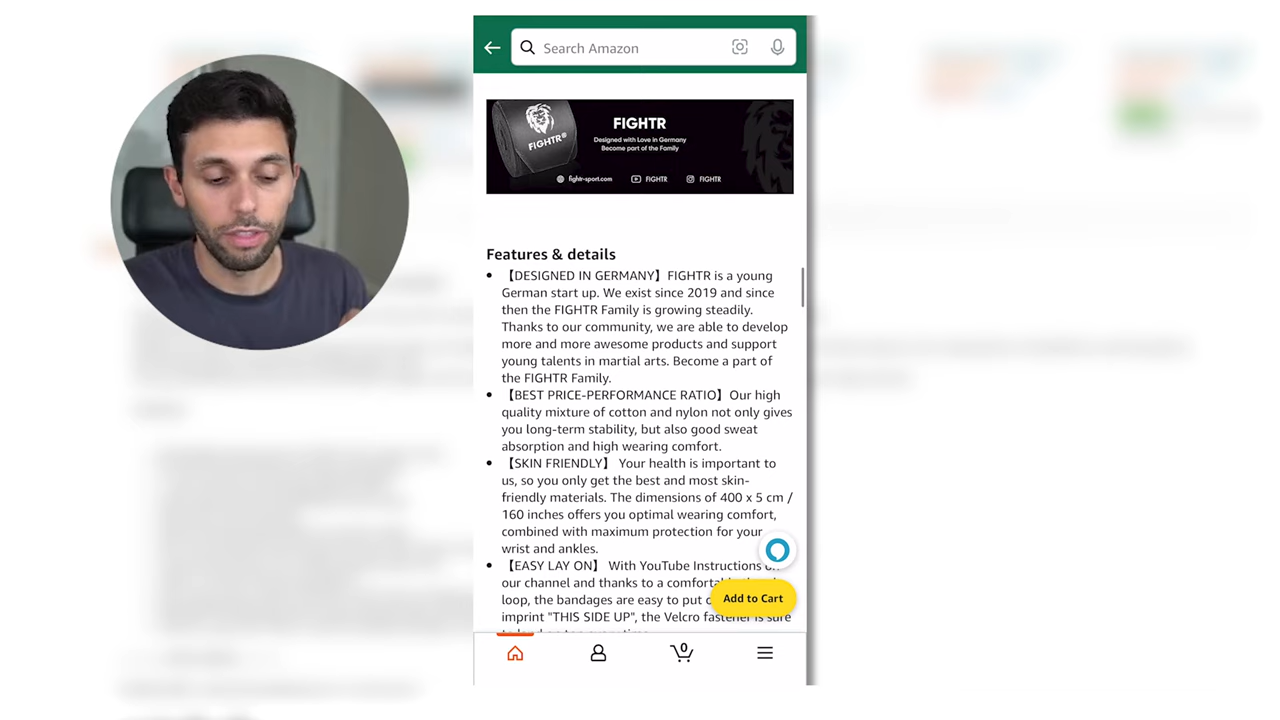 Search Amazon
FIGHTR®
FIGHTR
Designed with Love in Germany
Become part of the Family
fightr-sport.com
FIGHTR
FIGHTR
Features & details
【DESIGNED IN GERMANY】FIGHTR is a young
German start up. We exist since 2019 and since
then the FIGHTR Family is growing steadily.
Thanks to our community, we are able to develop
more and more awesome products and support
young talents in martial arts. Become a part of
the FIGHTR Family.
【BEST PRICE-PERFORMANCE RATIO】Our high
quality mixture of cotton and nylon not only gives
you long-term stability, but also good sweat
absorption and high wearing comfort.
【SKIN FRIENDLY】 Your health is important to
us, so you only get the best and most skin-
friendly materials. The dimensions of 400 x 5 cm /
160 inches offers you optimal wearing comfort,
combined with maximum protection for your
wrist and ankles.
【EASY LAY ON】 With YouTube Instructions
our channel and thanks to a
loop, the bandages are easy to put
imprint "THIS SIDE UP", the Velcro fastener is sure
Add to Cart
0